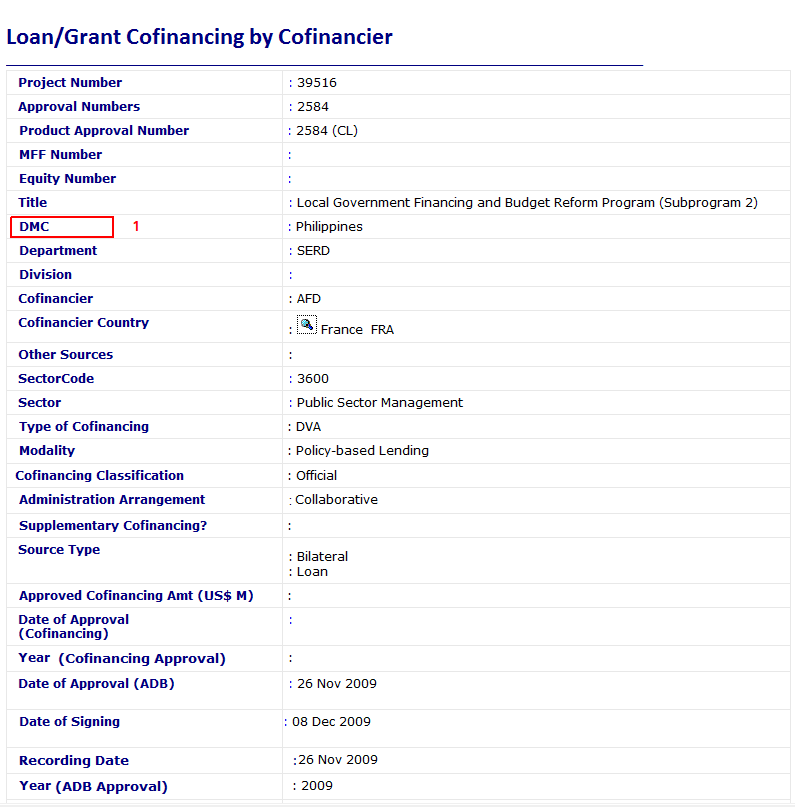 Loan/Grant Cofinancing by Cofinancier
Project Number : 39516
Approval Numbers : 2584
Product Approval Number : 2584 (CL)
MFF Number :
Equity Number :
Title : Local Government Financing and Budget Reform Program (Subprogram 2)
DMC 1 : Philippines
Department : SERD
Division :
Cofinancier : AFD
Cofinancier Country : France FRA
Other Sources :
SectorCode : 3600
Sector : Public Sector Management
Type of Cofinancing : DVA
Modality : Policy-based Lending
Cofinancing Classification : Official
Administration Arrangement : Collaborative
Supplementary Cofinancing? :
Source Type : Bilateral
: Loan
Approved Cofinancing Amt (US$ M) :
Date of Approval :
(Cofinancing)
Year (Cofinancing Approval) :
Date of Approval (ADB) : 26 Nov 2009
Date of Signing : 08 Dec 2009
Recording Date :26 Nov 2009
Year (ADB Approval) : 2009